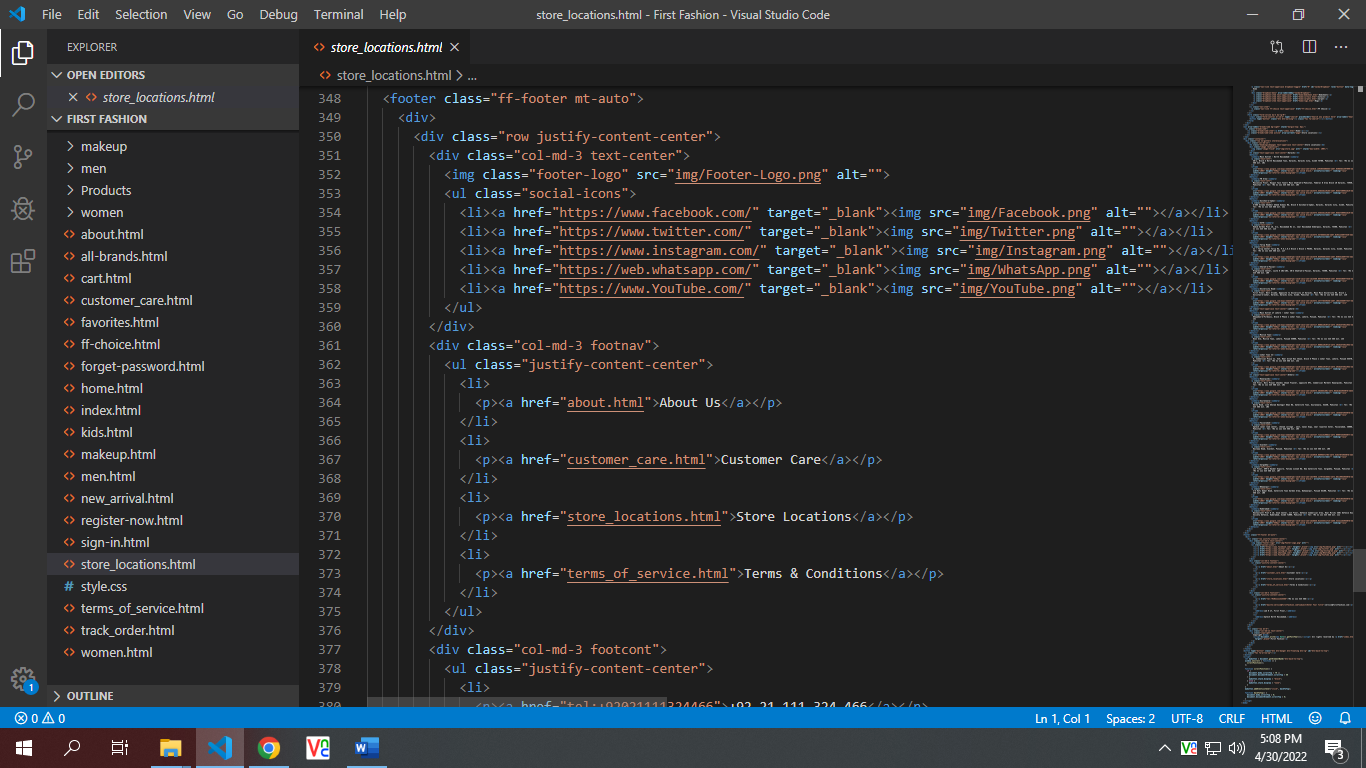 File Edit Selection View Go Debug Terminal Help
store_locations.html - First Fashion - Visual Studio Code
EXPLORER
OPEN EDITORS
store_locations.html
FIRST FASHION
makeup
men
Products
women
about.html
all-brands.html
cart.html
customer_care.html
favorites.html
ff-choice.html
forget-password.html
home.html
index.html
kids.html
makeup.html
men.html
new_arrival.html
register-now.html
sign-in.html
store_locations.html
# style.css
terms_of_service.html
track_order.html
women.html
OUTLINE
store_locations.html
store_locations.html > ...
348 <footer class="ff-footer mt-auto">
349 <div>
350 <div class="row justify-content-center">
351 <div class="col-md-3 text-center">
352 <img class="footer-logo" src="img/Footer-Logo.png" alt="">
353 <ul class="social-icons">
354 <li><a href="https://www.facebook.com/" target="_blank"><img src="img/Facebook.png" alt=""></a></li>
355 <li><a href="https://www.twitter.com/" target="_blank"><img src="img/Twitter.png" alt=""></a></li>
356 <li><a href="https://www.instagram.com/" target="_blank"><img src="img/Instagram.png" alt=""></a></li
357 <li><a href="https://web.whatsapp.com/" target="_blank"><img src="img/WhatsApp.png" alt=""></a></li>
358 <li><a href="https://www.YouTube.com/" target="_blank"><img src="img/YouTube.png" alt=""></a></li>
359 </ul>
360 </div>
361 <div class="col-md-3 footnav">
362 <ul class="justify-content-center">
363 <li>
364 <p><a href="about.html">About Us</a></p>
365 </li>
366 <li>
367 <p><a href="customer_care.html">Customer Care</a></p>
368 </li>
369 <li>
370 <p><a href="store_locations.html">Store Locations</a></p>
371 </li>
372 <li>
373 <p><a href="terms_of_service.html">Terms & Conditions</a></p>
374 </li>
375 </ul>
376 </div>
377 <div class="col-md-3 footcont">
378 <ul class="justify-content-center">
379 <li>
380 <p><a href="tel:+92021111324466">+92 21 111 324 466</a></p>
0 0
Ln 1, Col 1 Spaces: 2 UTF-8 CRLF HTML
1
5:08 PM
4/30/2022
3